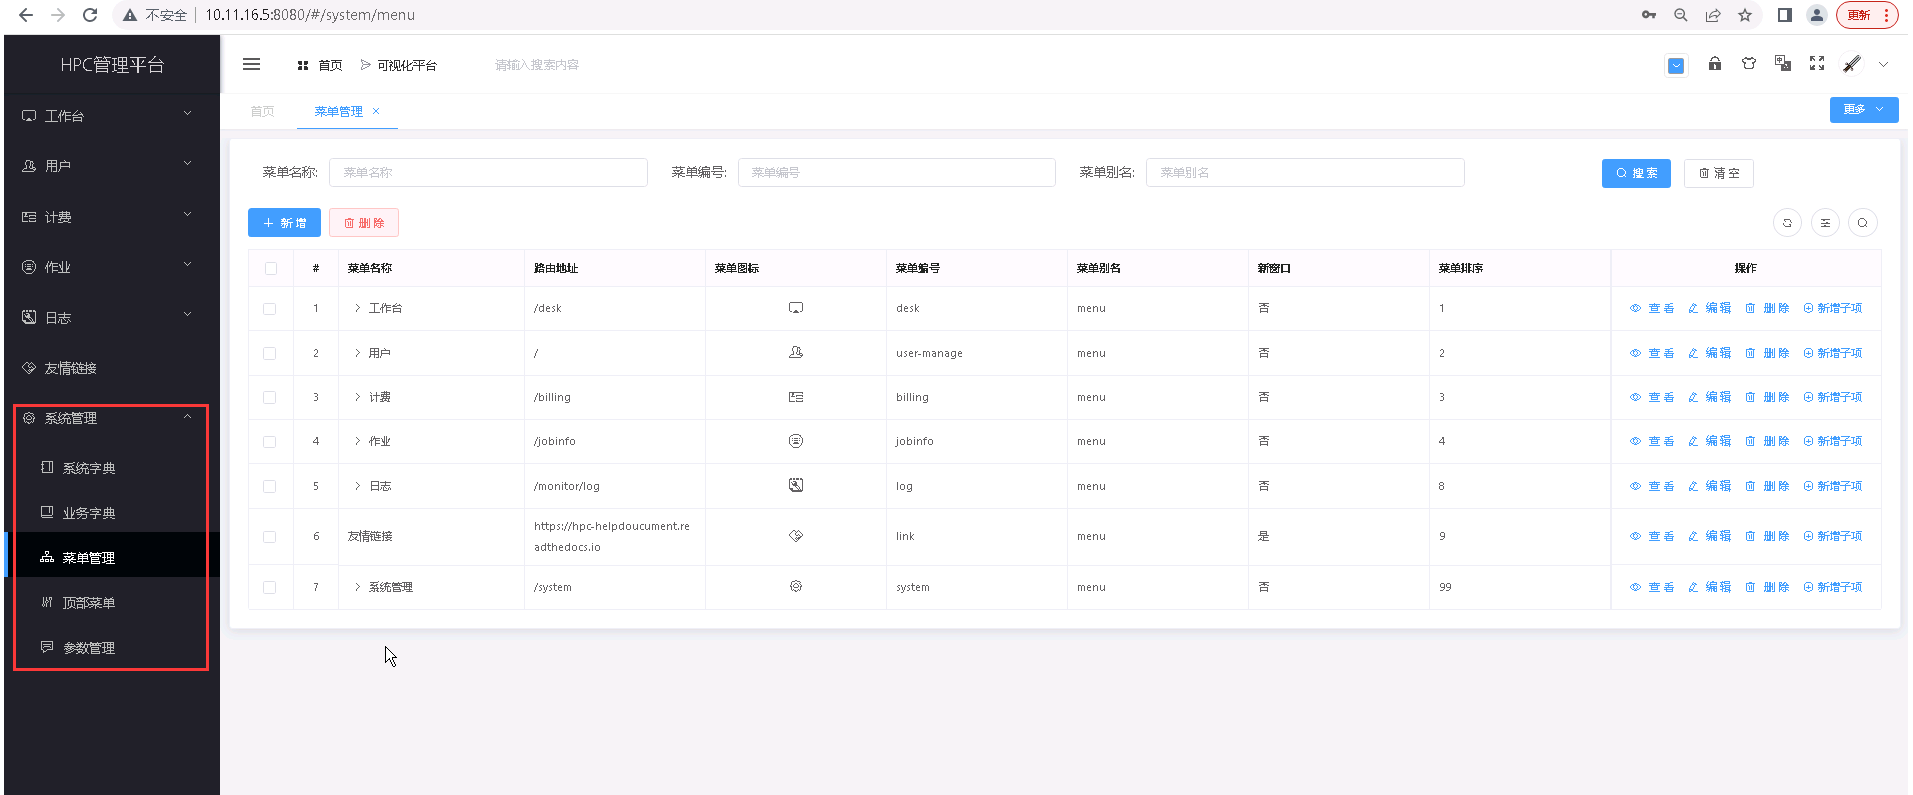 不安全 10.11.16.5:8080/#/system/menu 更新
HPC管理平台 首页 可视化平台 请输入搜索内容
工作台
用户
计费
作业
日志
友情链接
系统管理
系统字典
业务字典
菜单管理
顶部菜单
参数管理
首页 菜单管理 × 更多
菜单名称: 菜单名称 菜单编号: 菜单编号 菜单别名: 菜单别名 搜索 清空
+ 新增 删除
# 菜单名称 路由地址 菜单图标 菜单编号 菜单别名 新窗口 菜单排序 操作
1 工作台 /desk desk menu 否 1 查看 编辑 删除 新增子项
2 用户 / user-manage menu 否 2 查看 编辑 删除 新增子项
3 计费 /billing billing menu 否 3 查看 编辑 删除 新增子项
4 作业 /jobinfo jobinfo menu 否 4 查看 编辑 删除 新增子项
5 日志 /monitor/log log menu 否 8 查看 编辑 删除 新增子项
6 友情链接 https://hpc-helpdoucument.re
adthedocs.io link menu 是 9 查看 编辑 删除 新增子项
7 系统管理 /system system menu 否 99 查看 编辑 删除 新增子项